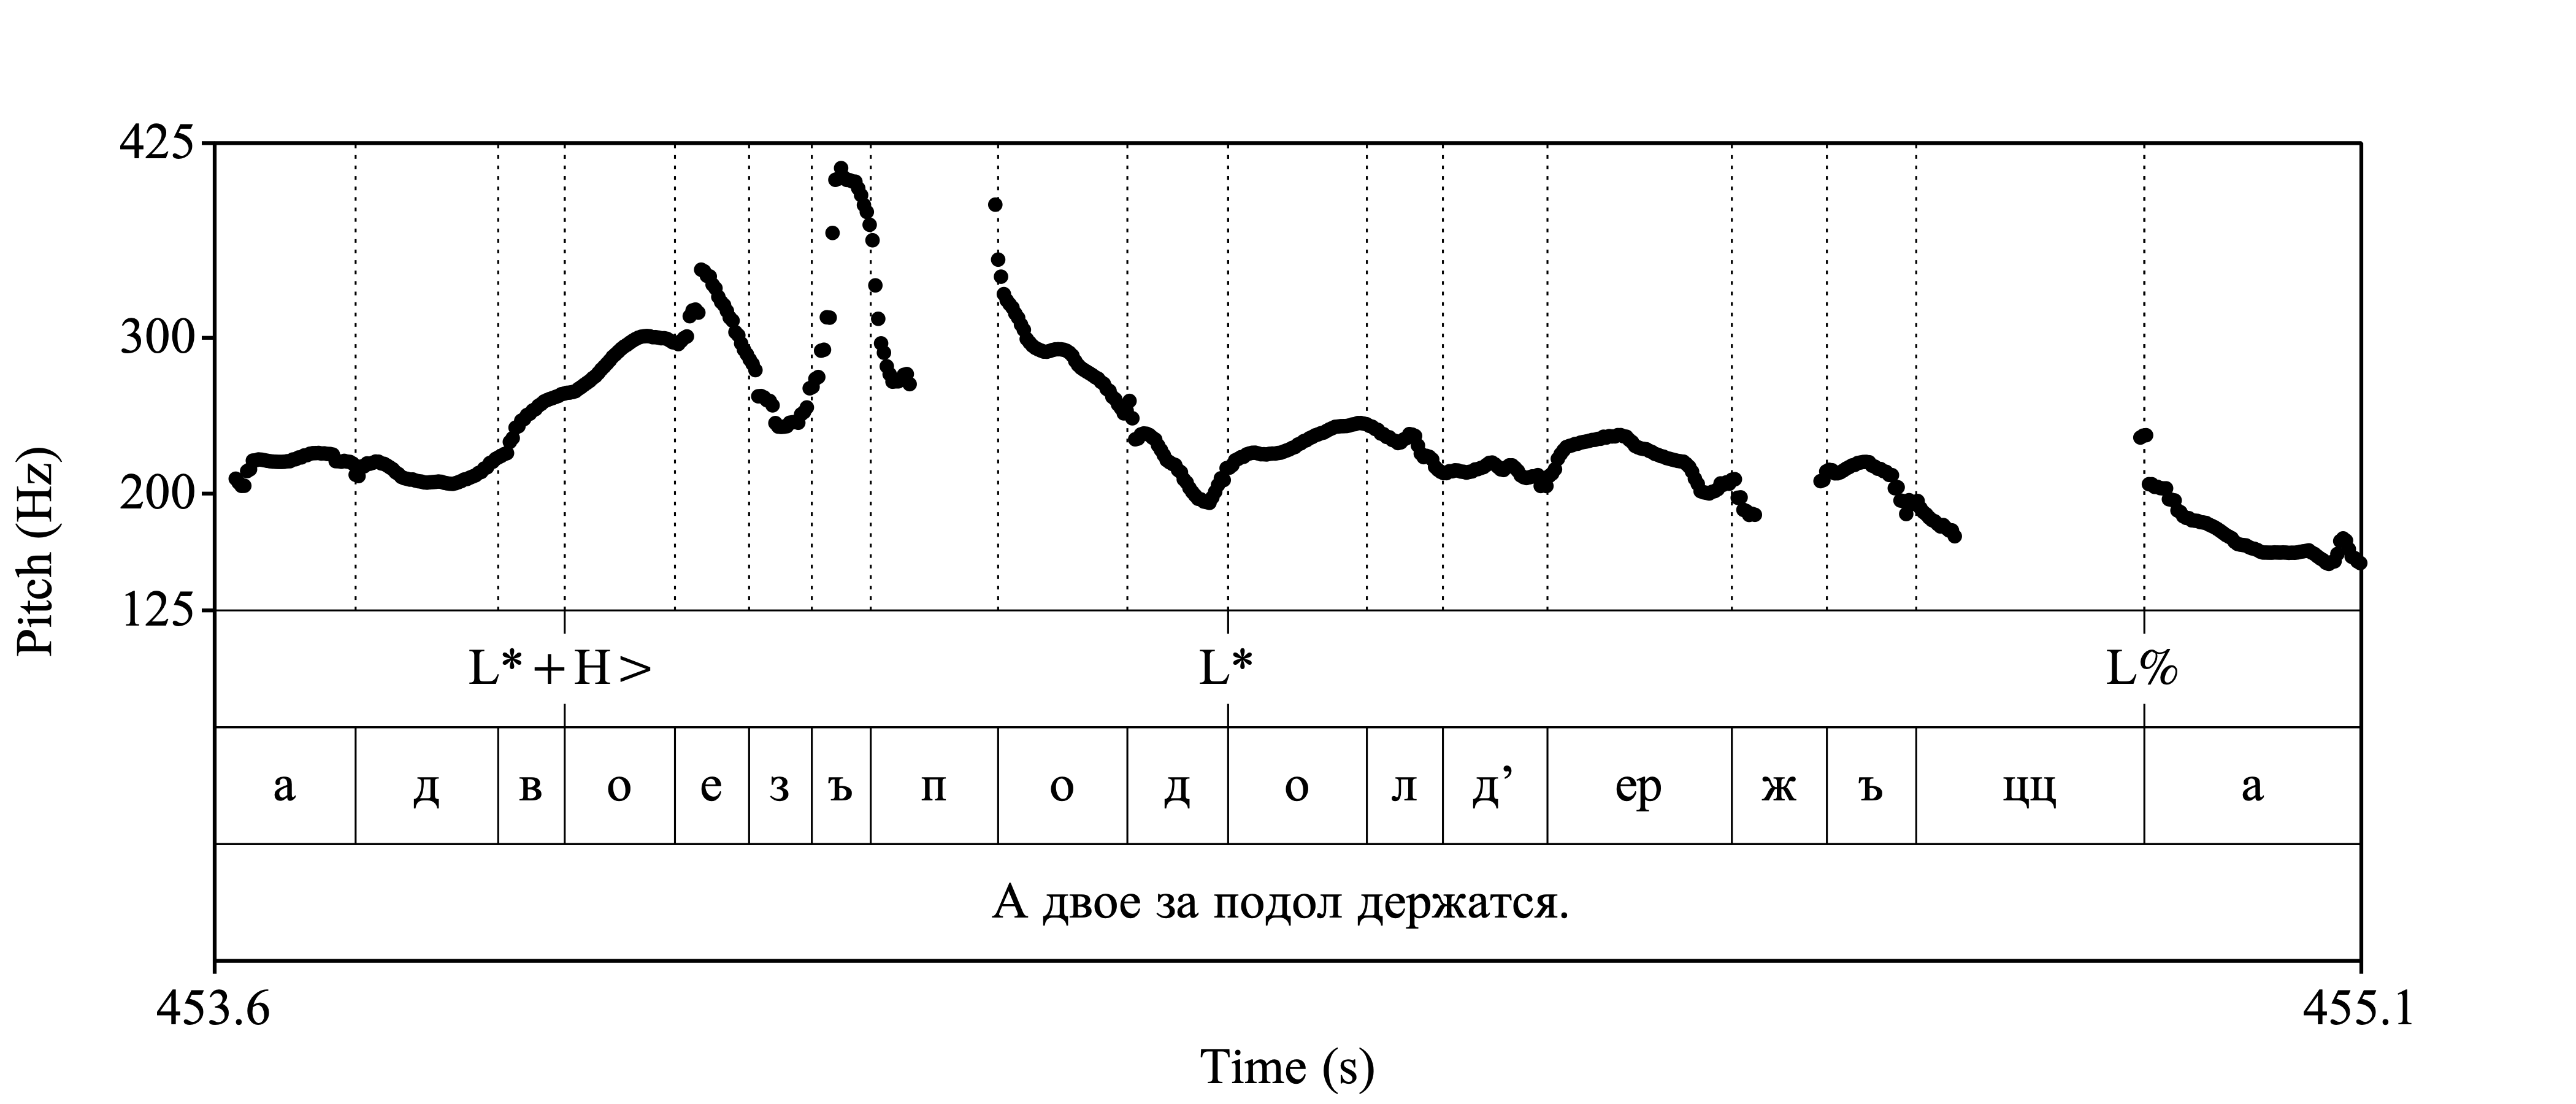 425
300
200
125
Pitch (Hz)
L*+H> L* L%
а д в о е з ъ п о д о л д’ ер ж ъ цц а
А двое за подол держатся.
453.6 455.1
Time (s)